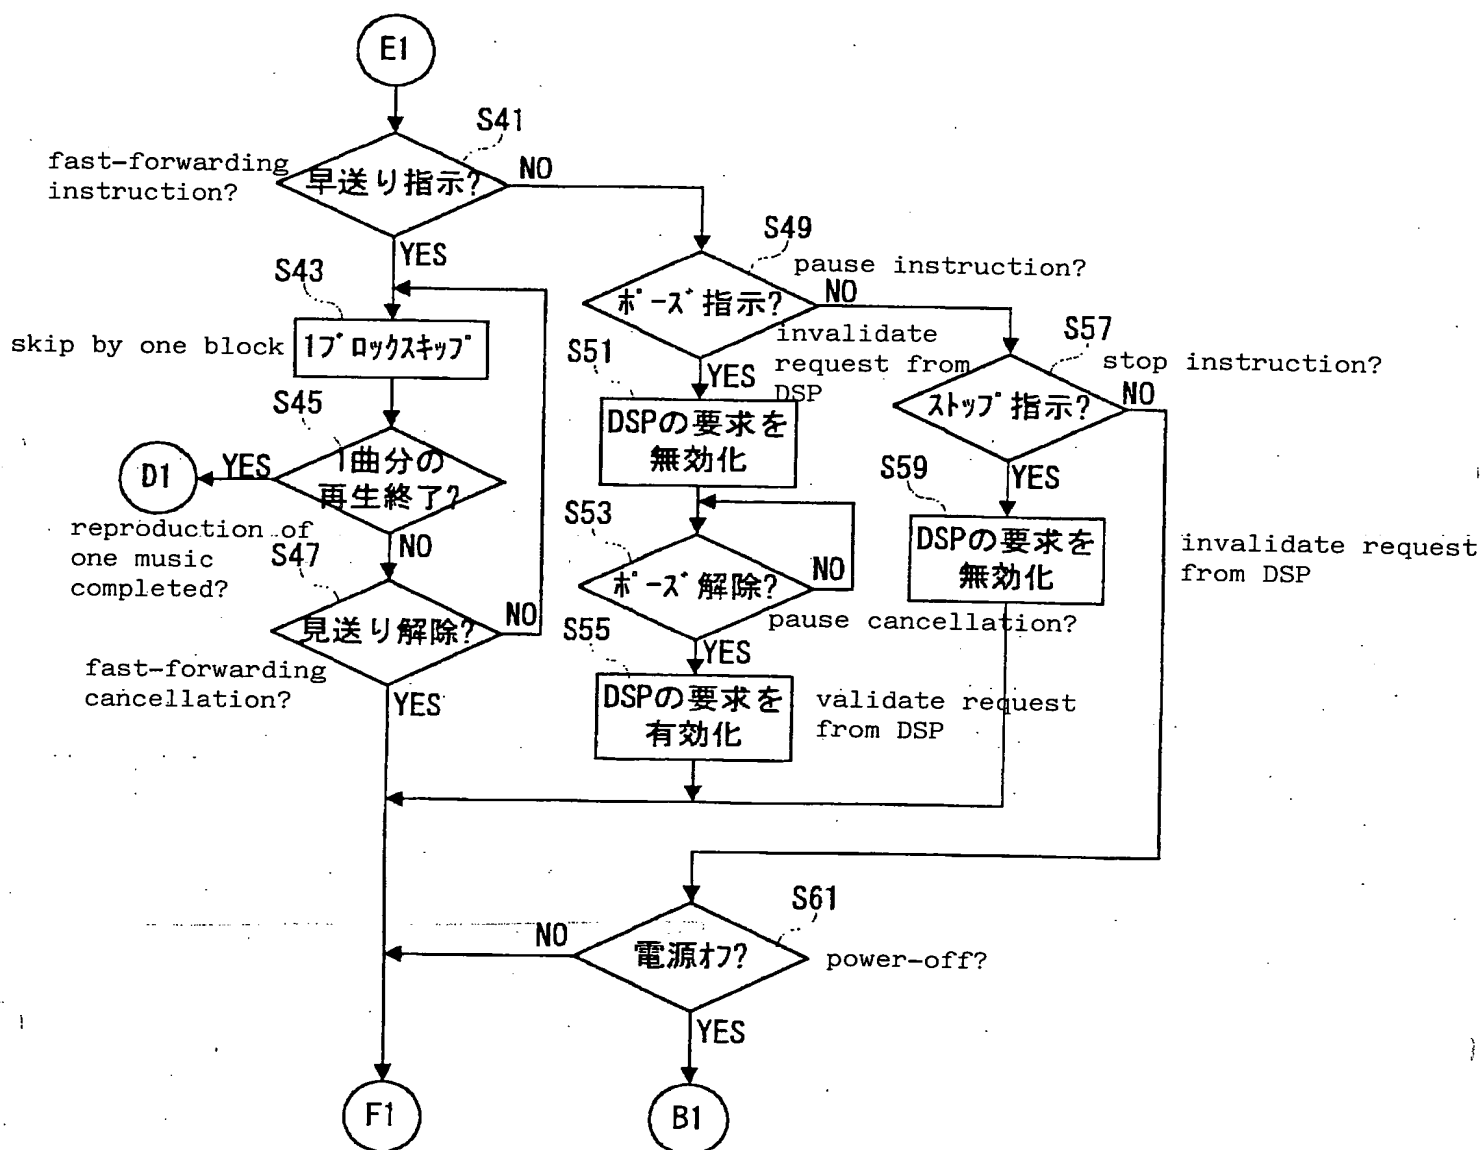 E1
S41
fast-forwarding
instruction?
早送り指示?
NO
YES
S49
pause instruction?
ポーズ指示?
NO
S43
skip by one block
1ブロックスキップ
invalidate
request from
DSP
S51
YES
S57
stop instruction?
ストップ指示?
NO
S45
DSPの要求を
無効化
D1
YES
1曲分の
再生終了?
S59
YES
reproduction of
one music
completed?
NO
S53
DSPの要求を
無効化
invalidate request
from DSP
S47
ポーズ解除?
NO
見送り解除?
NO
pause cancellation?
S55
YES
fast-forwarding
cancellation?
YES
DSPの要求を
有効化
validate request
from DSP
S61
NO
電源オフ?
power-off?
YES
F1
B1